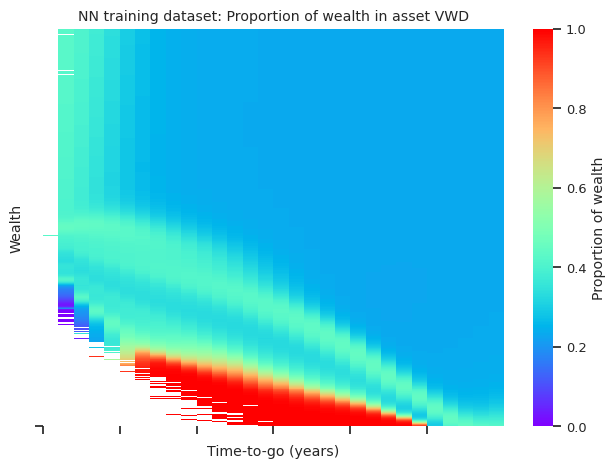 NN training dataset: Proportion of wealth in asset VWD
Wealth
Time-to-go (years)
1.0
0.8
0.6
0.4
0.2
0.0
Proportion of wealth